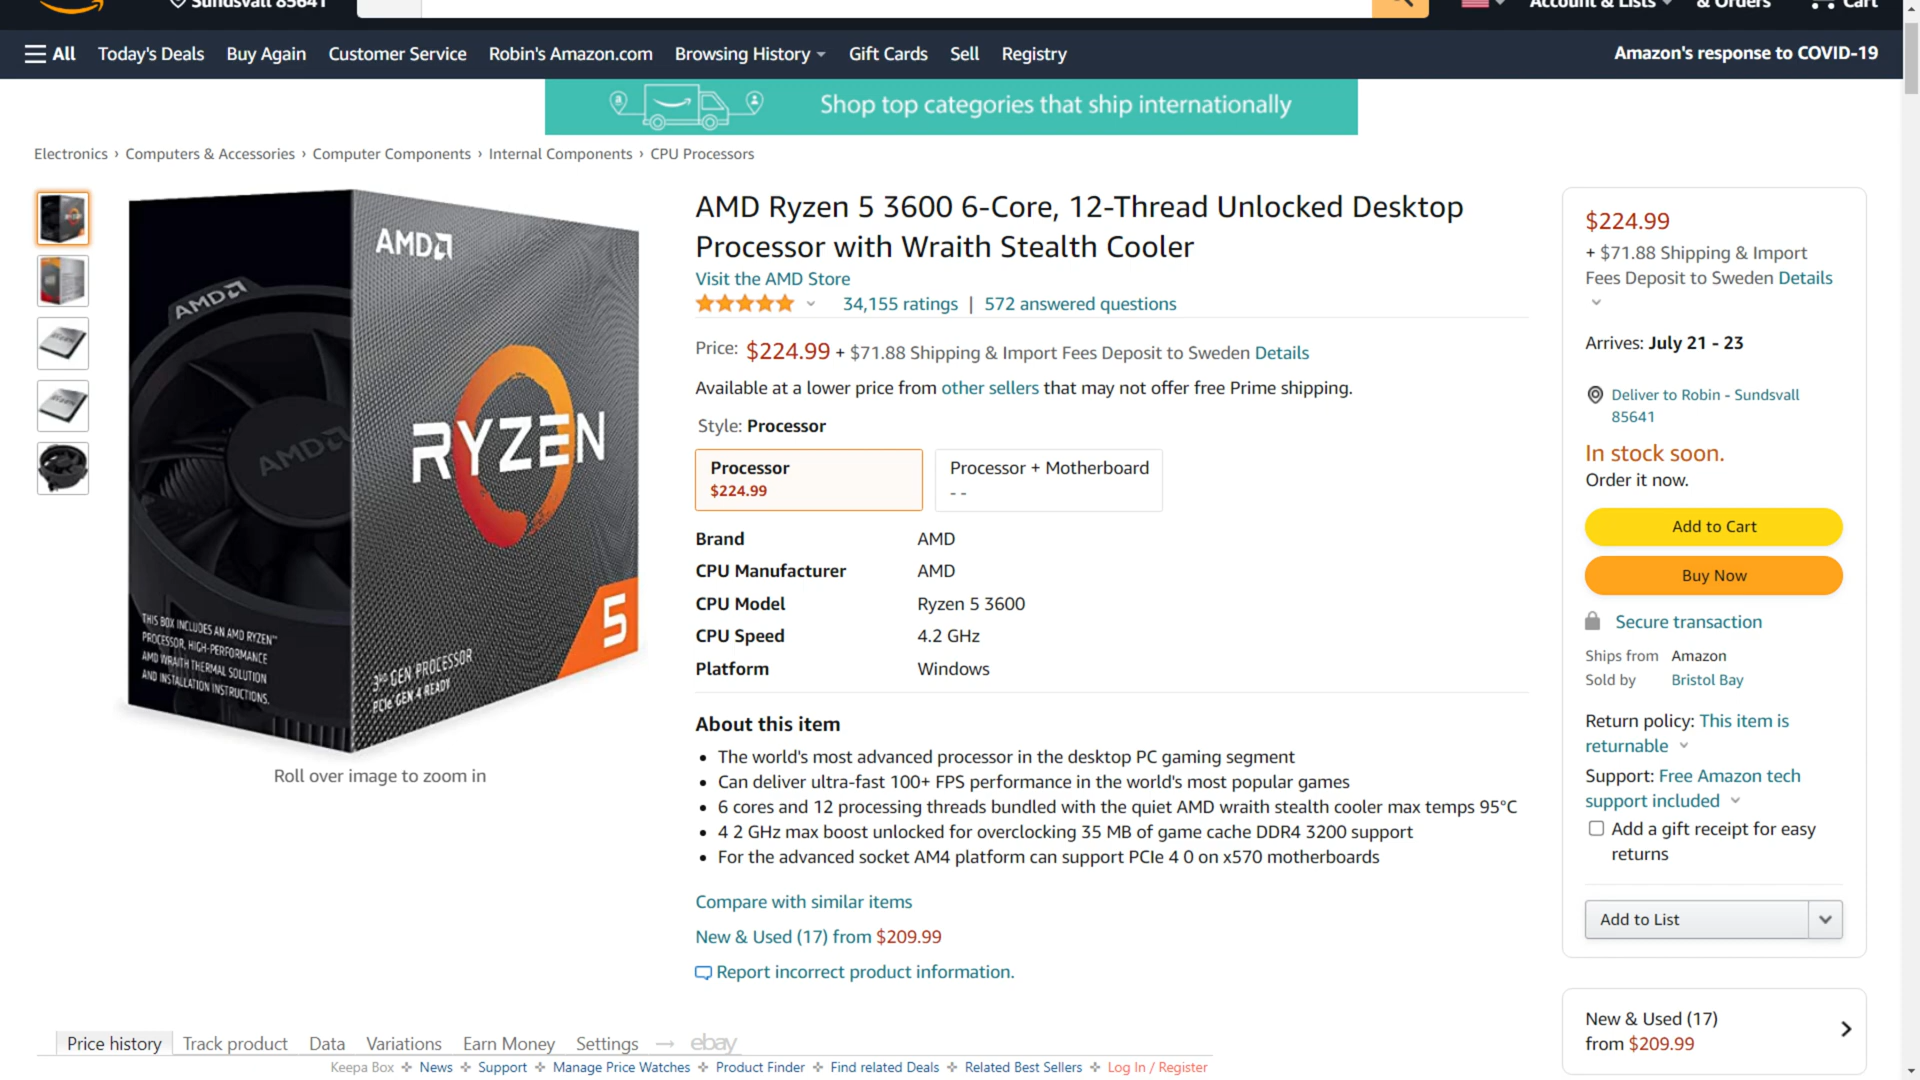 Sundsvall 85641
Account & Lists
& Orders
Cart
All
Today's Deals
Buy Again
Customer Service
Robin's Amazon.com
Browsing History
Gift Cards
Sell
Registry
Amazon's response to COVID-19
Shop top categories that ship internationally
Electronics › Computers & Accessories › Computer Components › Internal Components › CPU Processors
AMD
AMD
AMD
RYZEN
5
THIS BOX INCLUDES AN AMD RYZEN™
PROCESSOR, HIGH-PERFORMANCE
AMD WRAITH THERMAL SOLUTION
AND INSTALLATION INSTRUCTIONS.
3RD GEN PROCESSOR
PCIe GEN 4 READY
Roll over image to zoom in
AMD Ryzen 5 3600 6-Core, 12-Thread Unlocked Desktop
Processor with Wraith Stealth Cooler
Visit the AMD Store
34,155 ratings | 572 answered questions
Price: $224.99 + $71.88 Shipping & Import Fees Deposit to Sweden Details
Available at a lower price from other sellers that may not offer free Prime shipping.
Style: Processor
Processor
$224.99
Processor + Motherboard
- -
Brand AMD
CPU Manufacturer AMD
CPU Model Ryzen 5 3600
CPU Speed 4.2 GHz
Platform Windows
About this item
• The world's most advanced processor in the desktop PC gaming segment
• Can deliver ultra-fast 100+ FPS performance in the world's most popular games
• 6 cores and 12 processing threads bundled with the quiet AMD wraith stealth cooler max temps 95°C
• 4 2 GHz max boost unlocked for overclocking 35 MB of game cache DDR4 3200 support
• For the advanced socket AM4 platform can support PCIe 4 0 on x570 motherboards
Compare with similar items
New & Used (17) from $209.99
Report incorrect product information.
$224.99
+ $71.88 Shipping & Import
Fees Deposit to Sweden Details
Arrives: July 21 - 23
Deliver to Robin - Sundsvall
85641
In stock soon.
Order it now.
Add to Cart
Buy Now
Secure transaction
Ships from Amazon
Sold by Bristol Bay
Return policy: This item is
returnable
Support: Free Amazon tech
support included
Add a gift receipt for easy
returns
Add to List
New & Used (17)
from $209.99
Price history
Track product
Data
Variations
Earn Money
Settings
→
ebay
Keepa Box ✜ News ✜ Support ✜ Manage Price Watches ✜ Product Finder ✜ Find related Deals ✜ Related Best Sellers ✜ Log In / Register